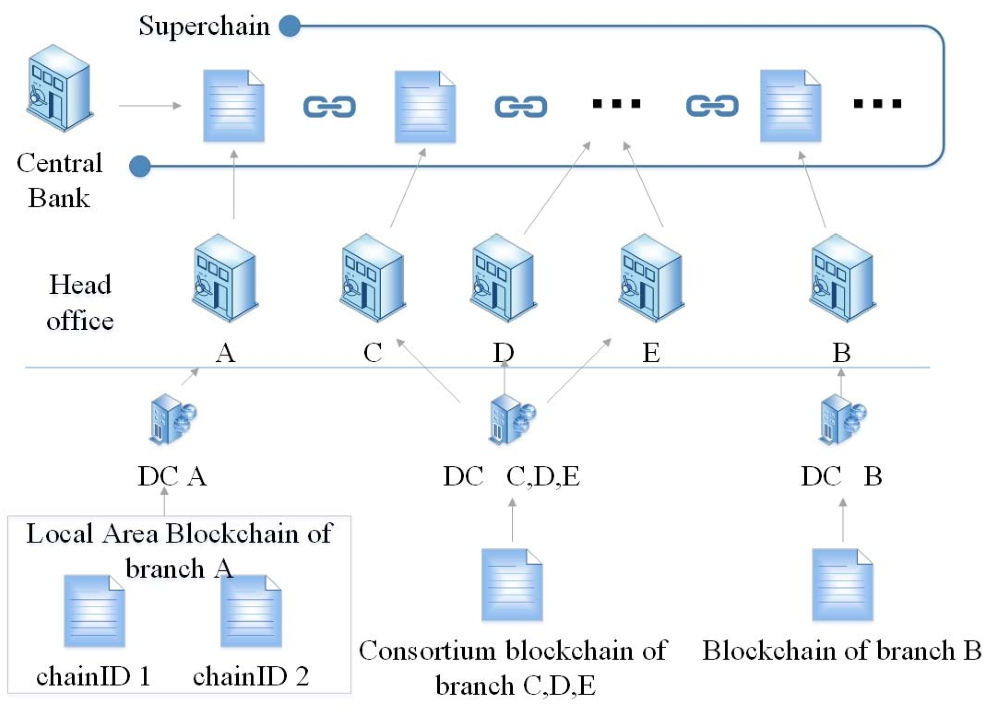 Superchain
Central
Bank
Head
office
A
C
D
E
B
DC A
DC C,D,E
DC B
Local Area Blockchain of
branch A
chainID 1
chainID 2
Consortium blockchain of
branch C,D,E
Blockchain of branch B